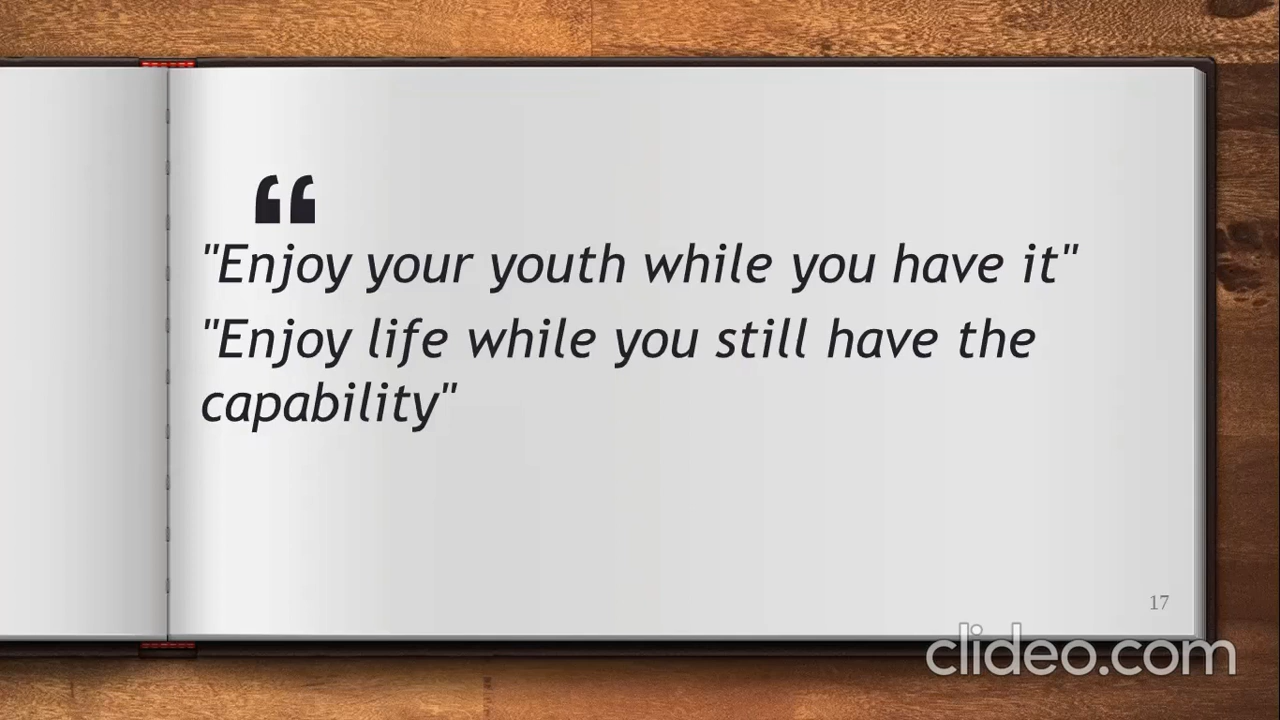 “
"Enjoy your youth while you have it"
"Enjoy life while you still have the
capability"
17
clideo.com